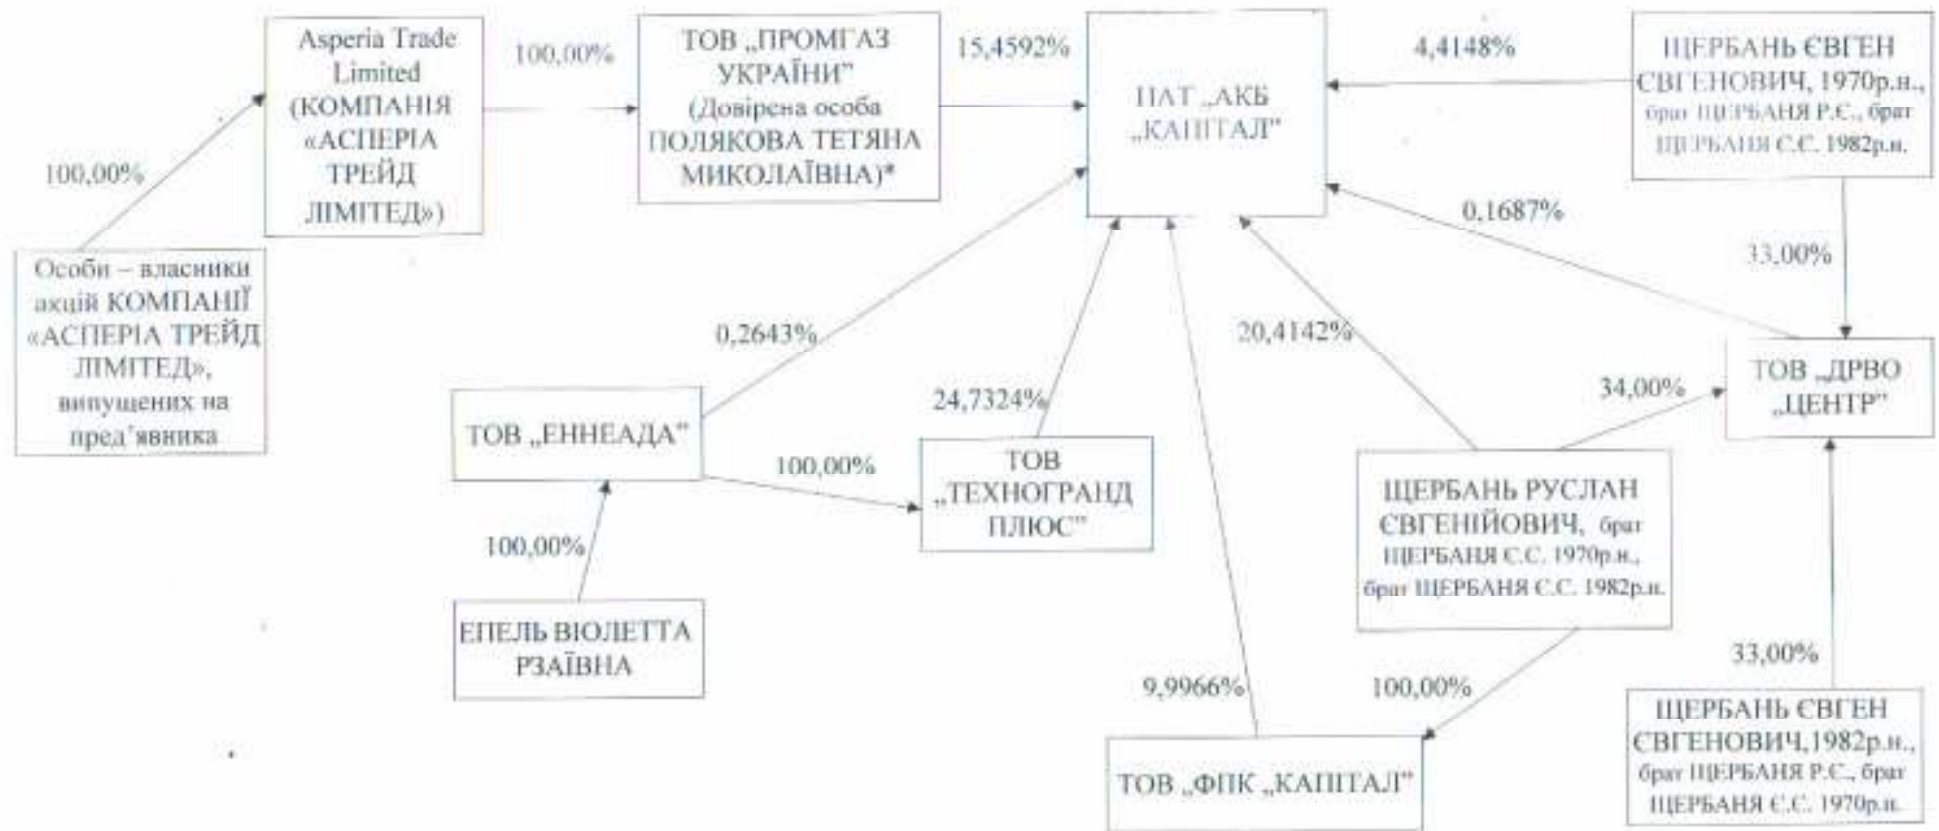 Asperia Trade
Limited
(КОМПАНІЯ
«АСПЕРІА
ТРЕЙД
ЛІМІТЕД»)
100,00%
100,00%
ТОВ „ПРОМГАЗ
УКРАЇНИ”
(Довірена особа
ПОЛЯКОВА ТЕТЯНА
МИКОЛАЇВНА)*
15,4592%
ПАТ „АКБ
„КАПІТАЛ”
4,4148%
ЩЕРБАНЬ ЄВГЕН
ЄВГЕНОВИЧ, 1970р.н.,
брат ЩЕРБАНЯ Р.Є., брат
ЩЕРБАНЯ Є.Є. 1982р.н.
Особи – власники
акцій КОМПАНІЇ
«АСПЕРІА ТРЕЙД
ЛІМІТЕД»,
випущених на
пред’явника
0,1687%
33,00%
0,2643%
20,4142%
24,7324%
34,00%
ТОВ „ДРВО
„ЦЕНТР”
ТОВ „ЕННЕАДА”
100,00%
ТОВ
„ТЕХНОГРАНД
ПЛЮС”
ЩЕРБАНЬ РУСЛАН
ЄВГЕНІЙОВИЧ, брат
ЩЕРБАНЯ Є.Є. 1970р.н.,
брат ЩЕРБАНЯ Є.Є. 1982р.н.
100,00%
ЕПЕЛЬ ВІОЛЕТТА
РЗАЇВНА
9,9966%
100,00%
33,00%
ТОВ „ФПК „КАПІТАЛ”
ЩЕРБАНЬ ЄВГЕН
ЄВГЕНОВИЧ,1982р.н.,
брат ЩЕРБАНЯ Р.Є., брат
ЩЕРБАНЯ Є.Є. 1970р.н.